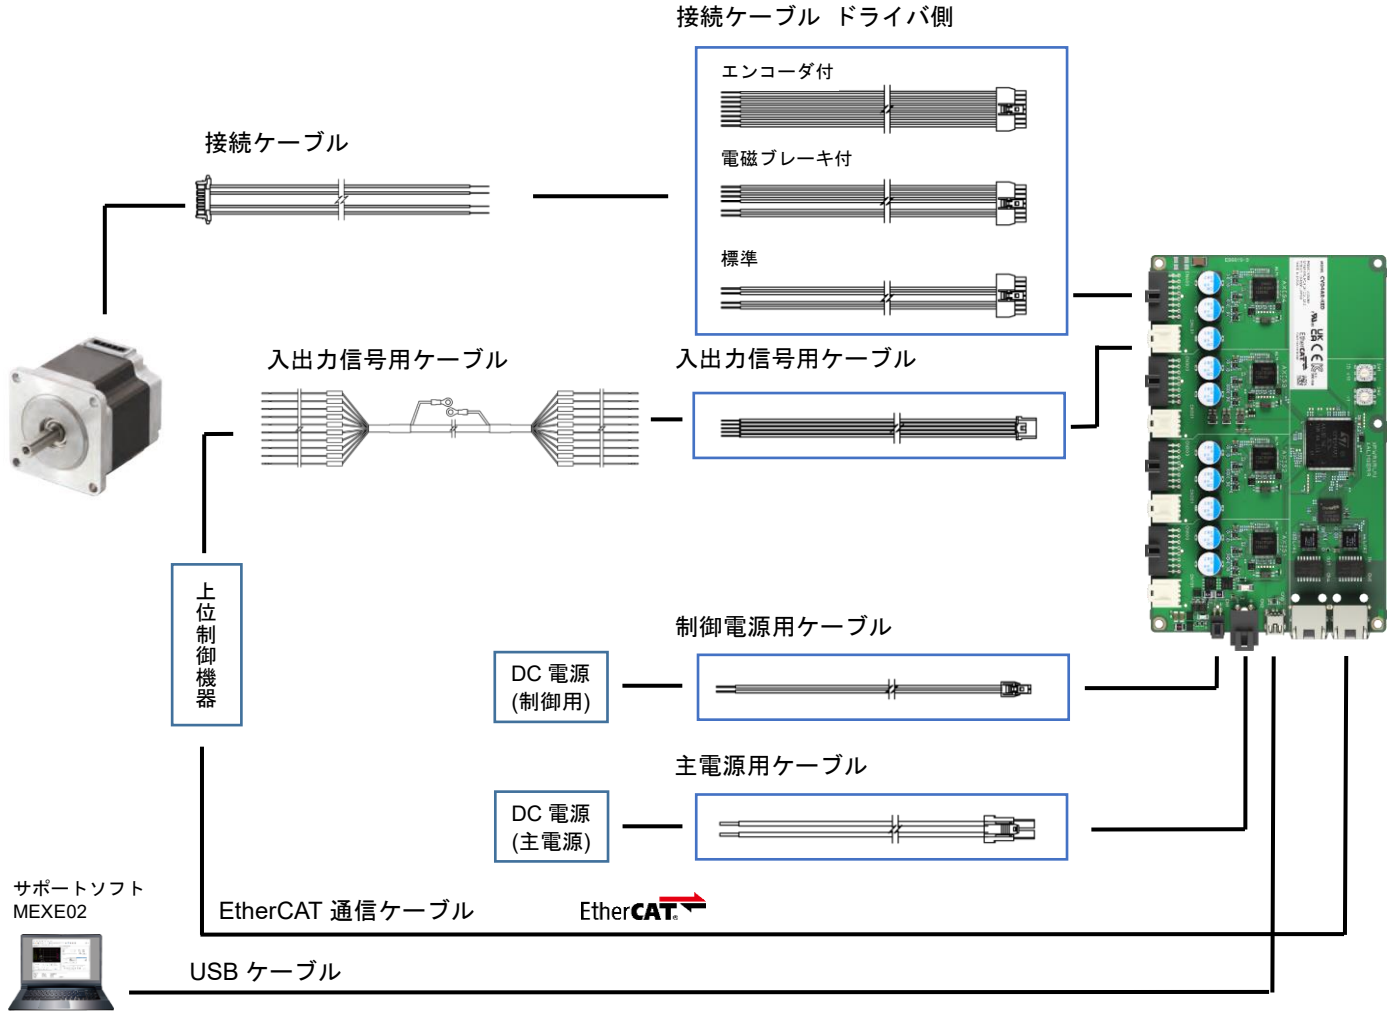 接続ケーブル ドライバ側
エンコーダ付
電磁ブレーキ付
標準
接続ケーブル
入出力信号用ケーブル
入出力信号用ケーブル
上位制御機器
制御電源用ケーブル
DC 電源
(制御用)
主電源用ケーブル
DC 電源
(主電源)
サポートソフト
MEXE02
EtherCAT 通信ケーブル
EtherCAT®
USB ケーブル